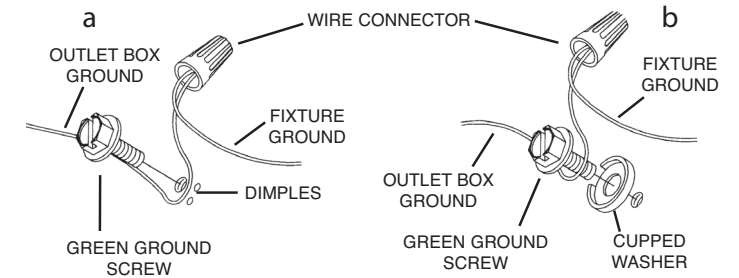 a
WIRE CONNECTOR
b
OUTLET BOX
GROUND
FIXTURE
GROUND
DIMPLES
GREEN GROUND
SCREW
FIXTURE
GROUND
OUTLET BOX
GROUND
GREEN GROUND
SCREW
CUPPED
WASHER